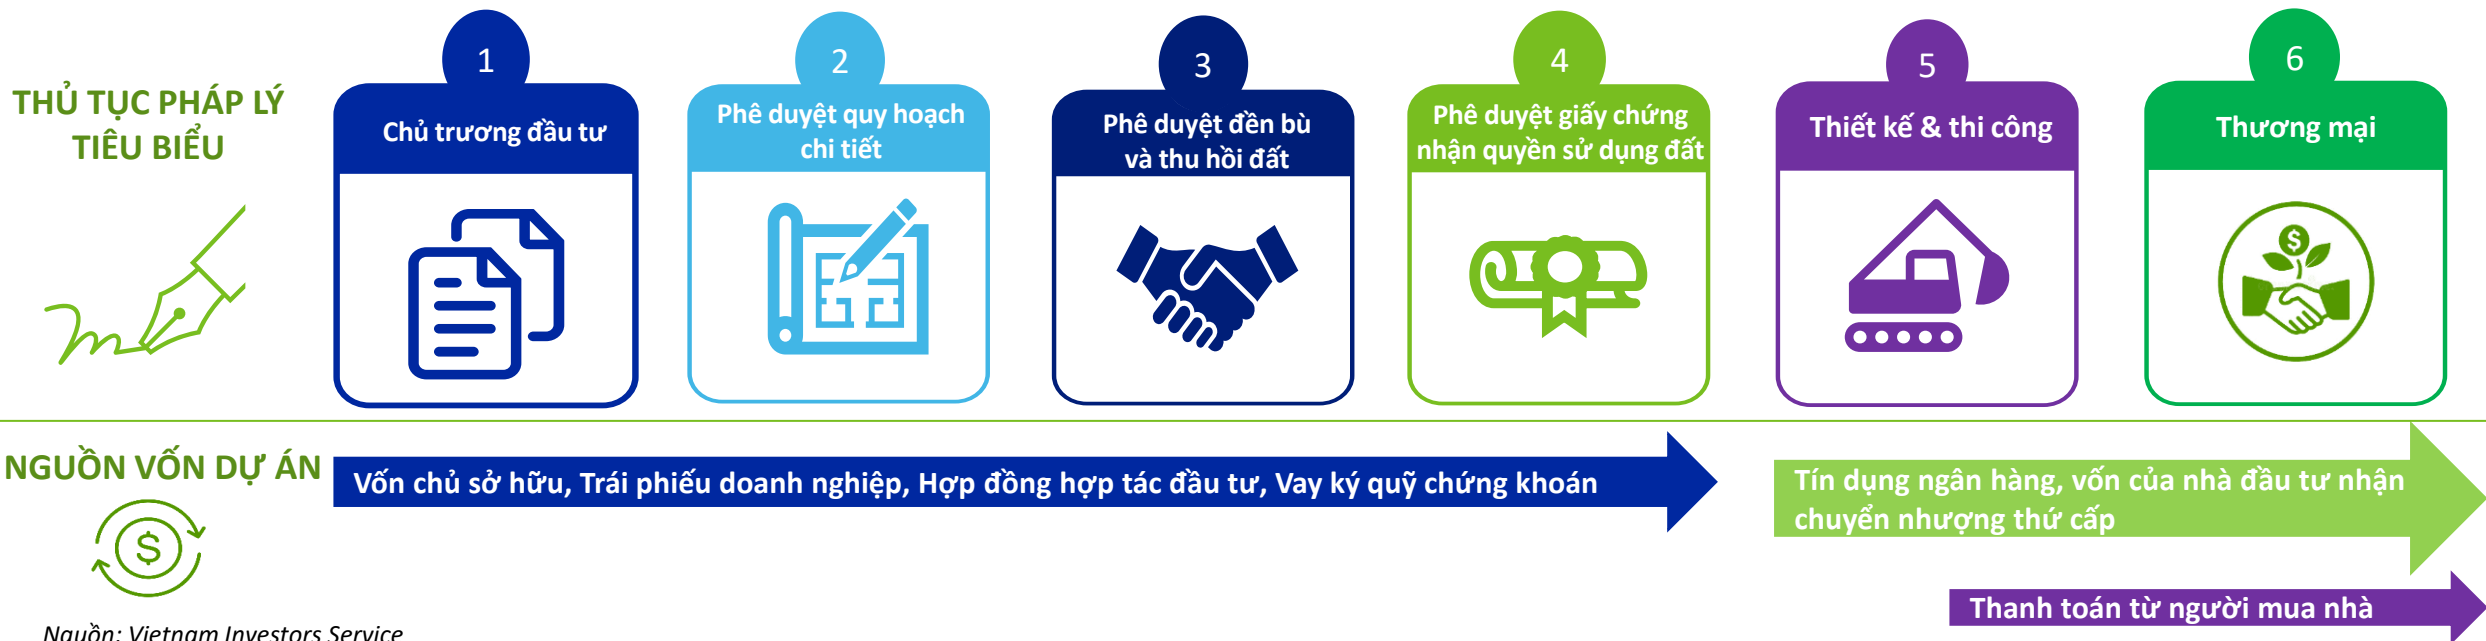 THỦ TỤC PHÁP LÝ
TIÊU BIỂU
1
Chủ trương đầu tư
2
Phê duyệt quy hoạch
chi tiết
3
Phê duyệt đền bù
và thu hồi đất
4
Phê duyệt giấy chứng
nhận quyền sử dụng đất
5
Thiết kế & thi công
6
Thương mại
$
NGUỒN VỐN DỰ ÁN
$
Vốn chủ sở hữu, Trái phiếu doanh nghiệp, Hợp đồng hợp tác đầu tư, Vay ký quỹ chứng khoán
Tín dụng ngân hàng, vốn của nhà đầu tư nhận
chuyển nhượng thứ cấp
Thanh toán từ người mua nhà
Nguồn: Vietnam Investors Service